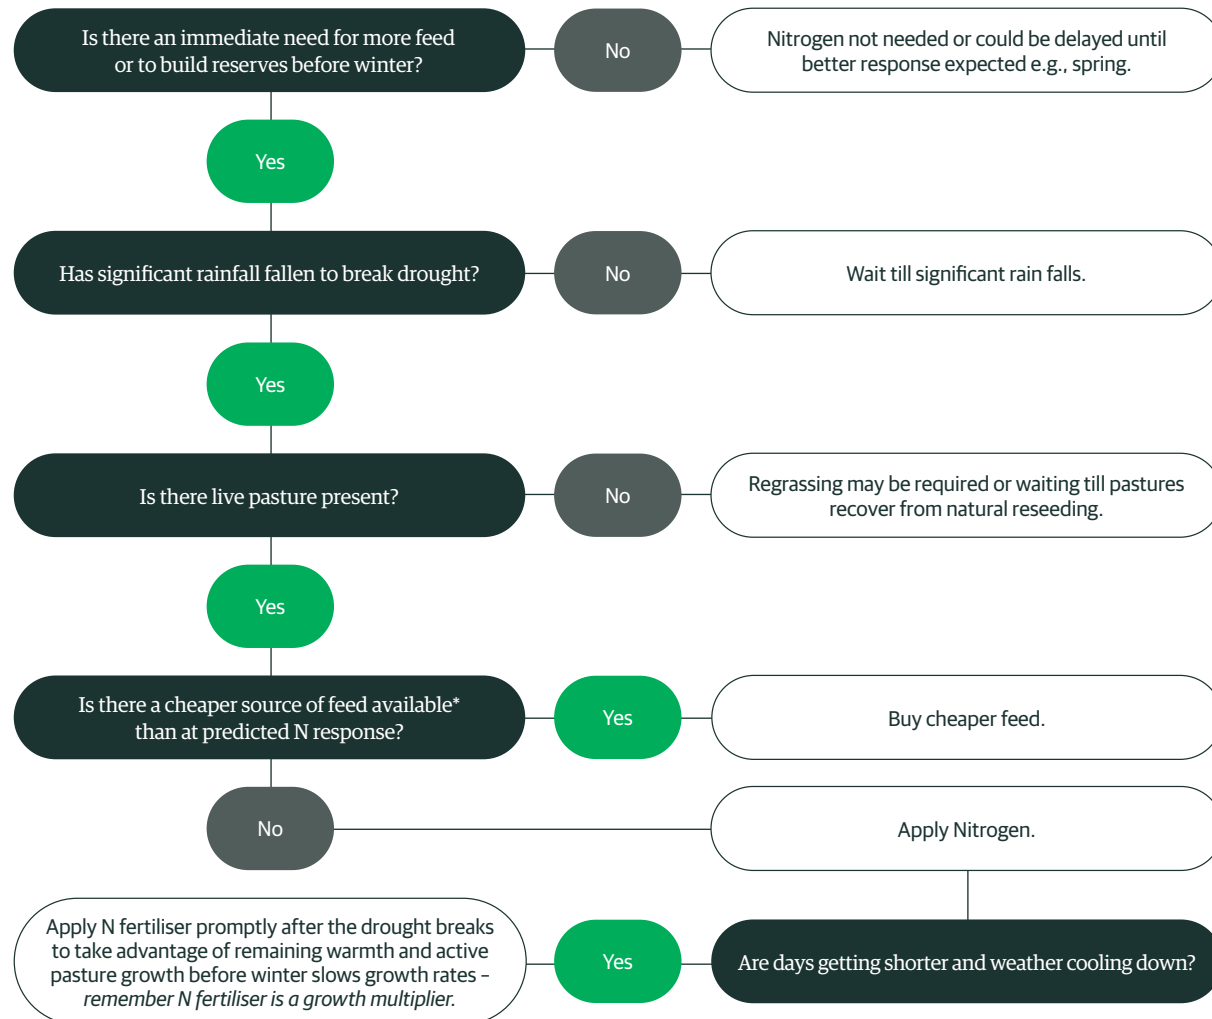 Is there an immediate need for more feed
or to build reserves before winter?
No
Nitrogen not needed or could be delayed until
better response expected e.g., spring.
Yes
Has significant rainfall fallen to break drought?
No
Wait till significant rain falls.
Yes
Is there live pasture present?
No
Regrassing may be required or waiting till pastures
recover from natural reseeding.
Yes
Is there a cheaper source of feed available*
than at predicted N response?
Yes
Buy cheaper feed.
No
Apply Nitrogen.
Apply N fertiliser promptly after the drought breaks
to take advantage of remaining warmth and active
pasture growth before winter slows growth rates –
remember N fertiliser is a growth multiplier.
Yes
Are days getting shorter and weather cooling down?